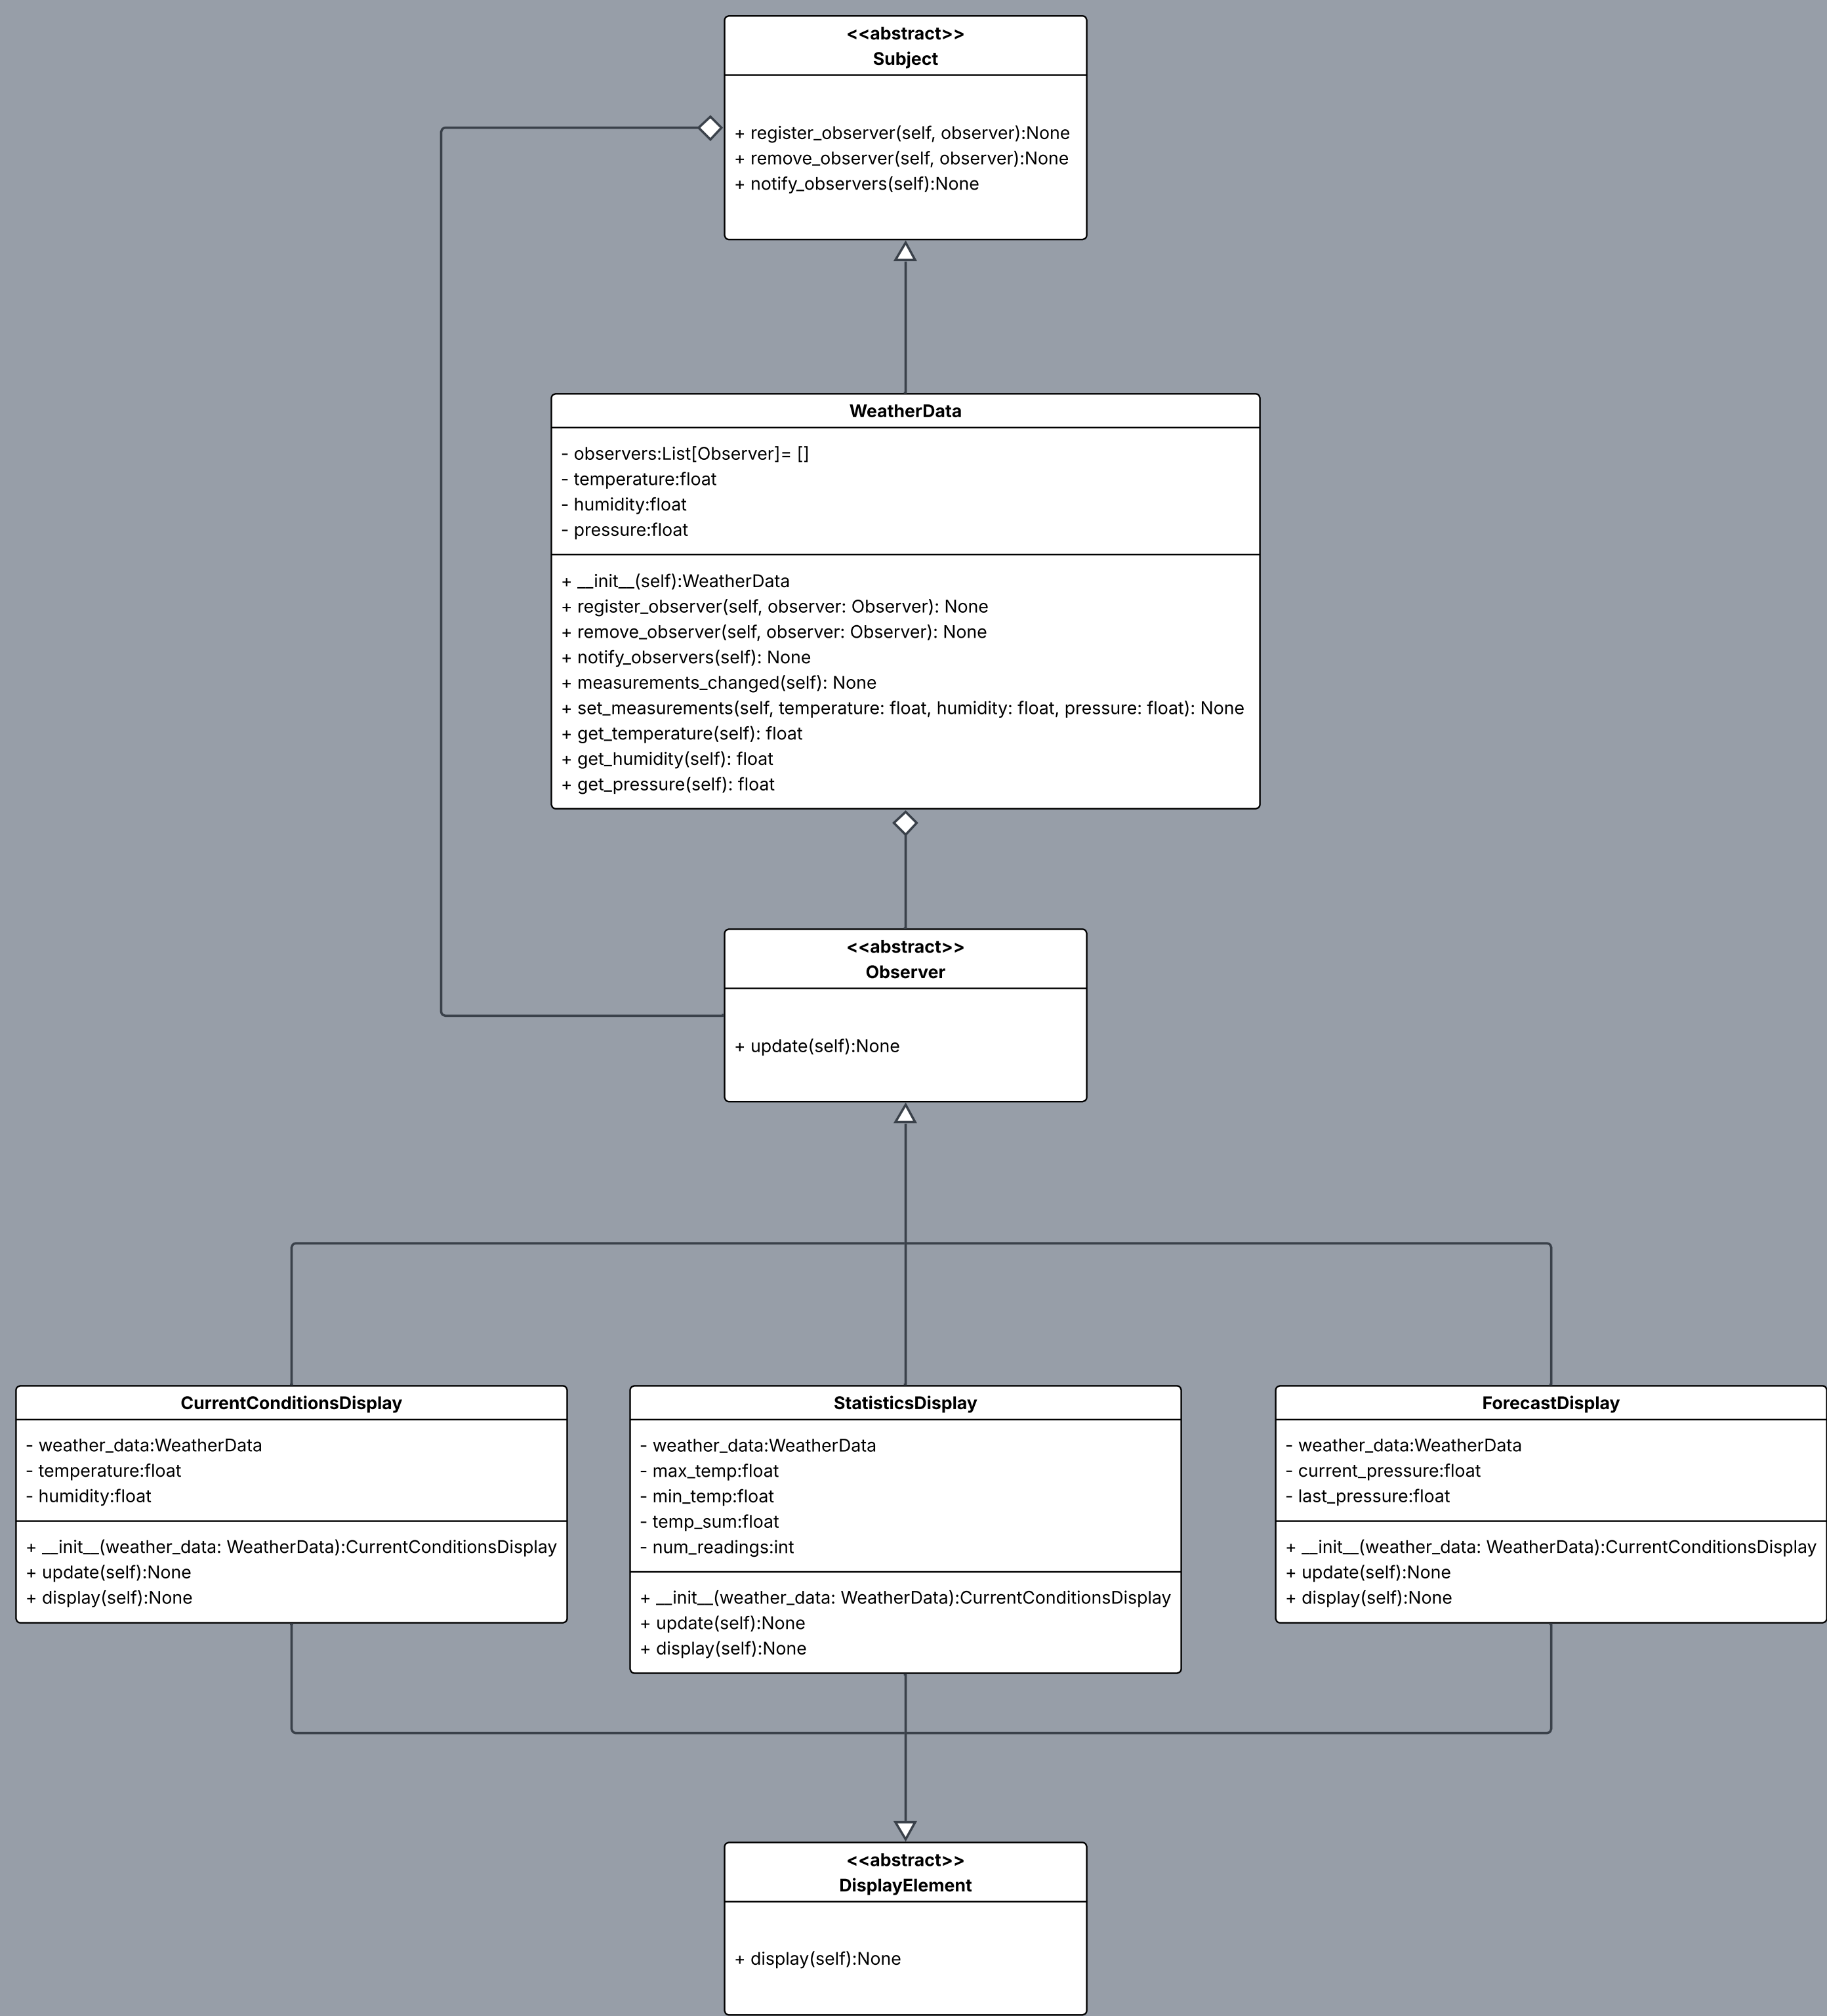 <<abstract>>
Subject
+ register_observer(self, observer):None
+ remove_observer(self, observer):None
+ notify_observers(self):None
WeatherData
- observers:List[Observer]= []
- temperature:float
- humidity:float
- pressure:float
+ __init__(self):WeatherData
+ register_observer(self, observer: Observer): None
+ remove_observer(self, observer: Observer): None
+ notify_observers(self): None
+ measurements_changed(self): None
+ set_measurements(self, temperature: float, humidity: float, pressure: float): None
+ get_temperature(self): float
+ get_humidity(self): float
+ get_pressure(self): float
<<abstract>>
Observer
+ update(self):None
CurrentConditionsDisplay
- weather_data:WeatherData
- temperature:float
- humidity:float
+ __init__(weather_data: WeatherData):CurrentConditionsDisplay
+ update(self):None
+ display(self):None
StatisticsDisplay
- weather_data:WeatherData
- max_temp:float
- min_temp:float
- temp_sum:float
- num_readings:int
+ __init__(weather_data: WeatherData):CurrentConditionsDisplay
+ update(self):None
+ display(self):None
ForecastDisplay
- weather_data:WeatherData
- current_pressure:float
- last_pressure:float
+ __init__(weather_data: WeatherData):CurrentConditionsDisplay
+ update(self):None
+ display(self):None
<<abstract>>
DisplayElement
+ display(self):None